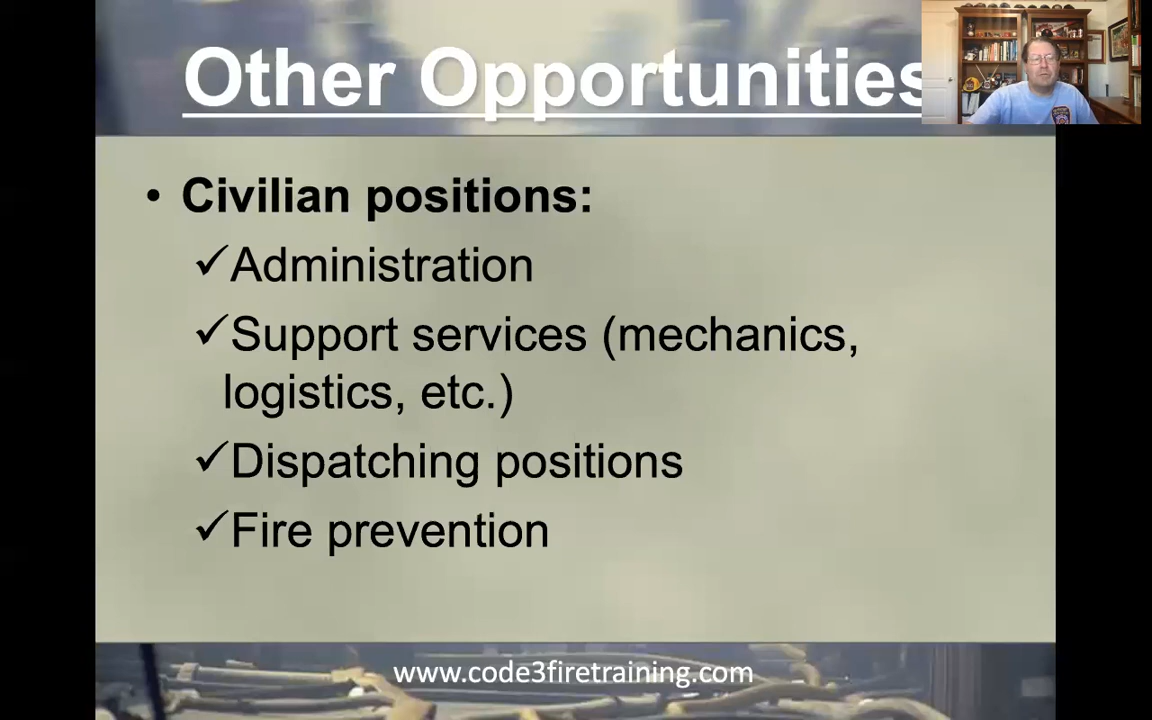 Other Opportunities
• Civilian positions:
✓Administration
✓Support services (mechanics,
logistics, etc.)
✓Dispatching positions
✓Fire prevention
www.code3firetraining.com